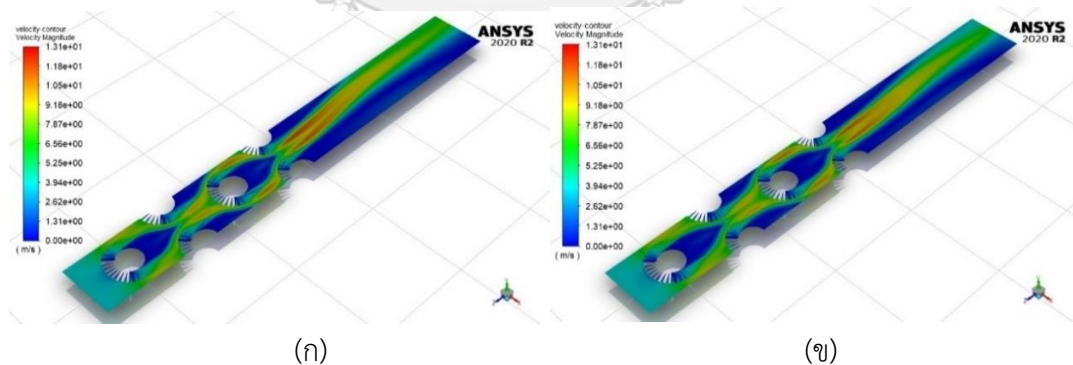 velocity-contour
Velocity Magnitude
1.31e+01
1.18e+01
1.05e+01
9.18e+00
7.87e+00
6.56e+00
5.25e+00
3.94e+00
2.62e+00
1.31e+00
0.00e+00
( m/s )
ANSYS
2020 R2
(ก)
velocity-contour
Velocity Magnitude
1.31e+01
1.18e+01
1.05e+01
9.18e+00
7.87e+00
6.56e+00
5.25e+00
3.94e+00
2.62e+00
1.31e+00
0.00e+00
( m/s )
ANSYS
2020 R2
(ข)